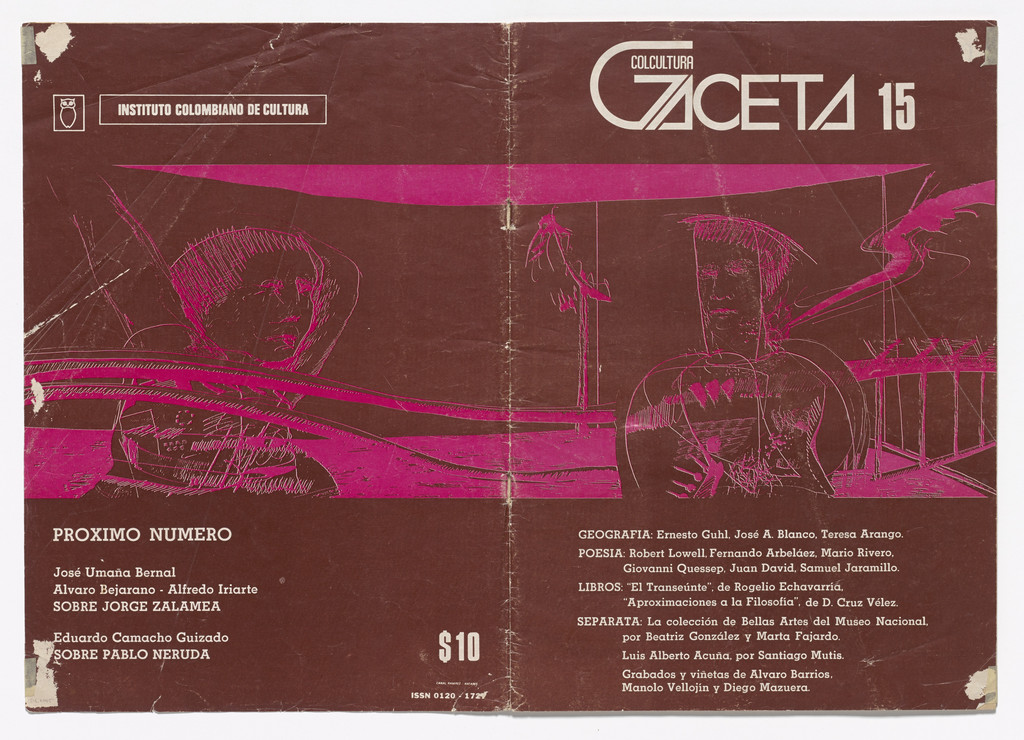 INSTITUTO COLOMBIANO DE CULTURA
PROXIMO NUMERO
José Umaña Bernal
Alvaro Bejarano - Alfredo Iriarte
SOBRE JORGE ZALAMEA
Eduardo Camacho Guizado
SOBRE PABLO NERUDA
$10
ISSN 0120 - 1727
COLCULTURA
GACETA 15
GEOGRAFIA: Ernesto Guhl, José A. Blanco, Teresa Arango.
POESIA: Robert Lowell, Fernando Arbeláez, Mario Rivero,
Giovanni Quessep, Juan David, Samuel Jaramillo.
LIBROS: "El Transeúnte", de Rogelio Echavarría,
"Aproximaciones a la Filosofía", de D. Cruz Vélez.
SEPARATA: La colección de Bellas Artes del Museo Nacional,
por Beatriz González y Marta Fajardo.
Luis Alberto Acuña, por Santiago Mutis.
Grabados y viñetas de Alvaro Barrios.
Manolo Vellojín y Diego Mazuera.